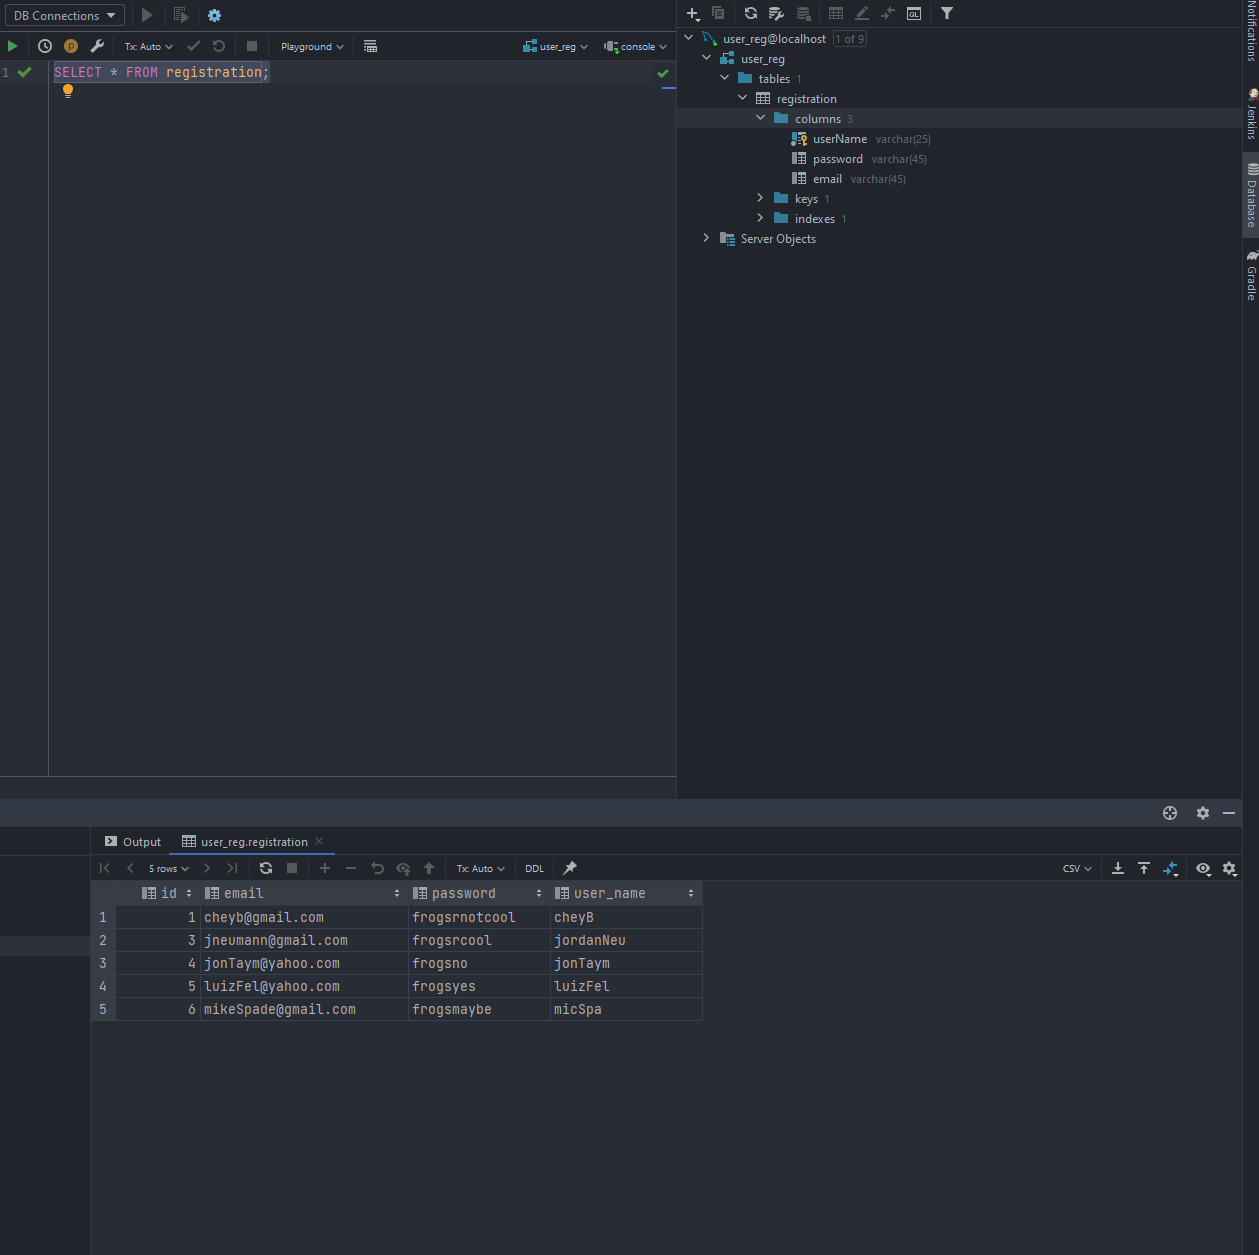 DB Connections
Tx: Auto Playground user_reg console
1 SELECT * FROM registration;
user_reg@localhost 1 of 9
user_reg
tables 1
registration
columns 3
userName varchar(25)
password varchar(45)
email varchar(45)
keys 1
indexes 1
Server Objects
Notifications
Jenkins
Database
Gradle
Output user_reg.registration
5 rows Tx: Auto DDL CSV
id email password user_name
1 1 cheyb@gmail.com frogsrnotcool cheyB
2 3 jneumann@gmail.com frogsrcool jordanNeu
3 4 jonTaym@yahoo.com frogsno jonTaym
4 5 luizFel@yahoo.com frogsyes luizFel
5 6 mikeSpade@gmail.com frogsmaybe micSpa